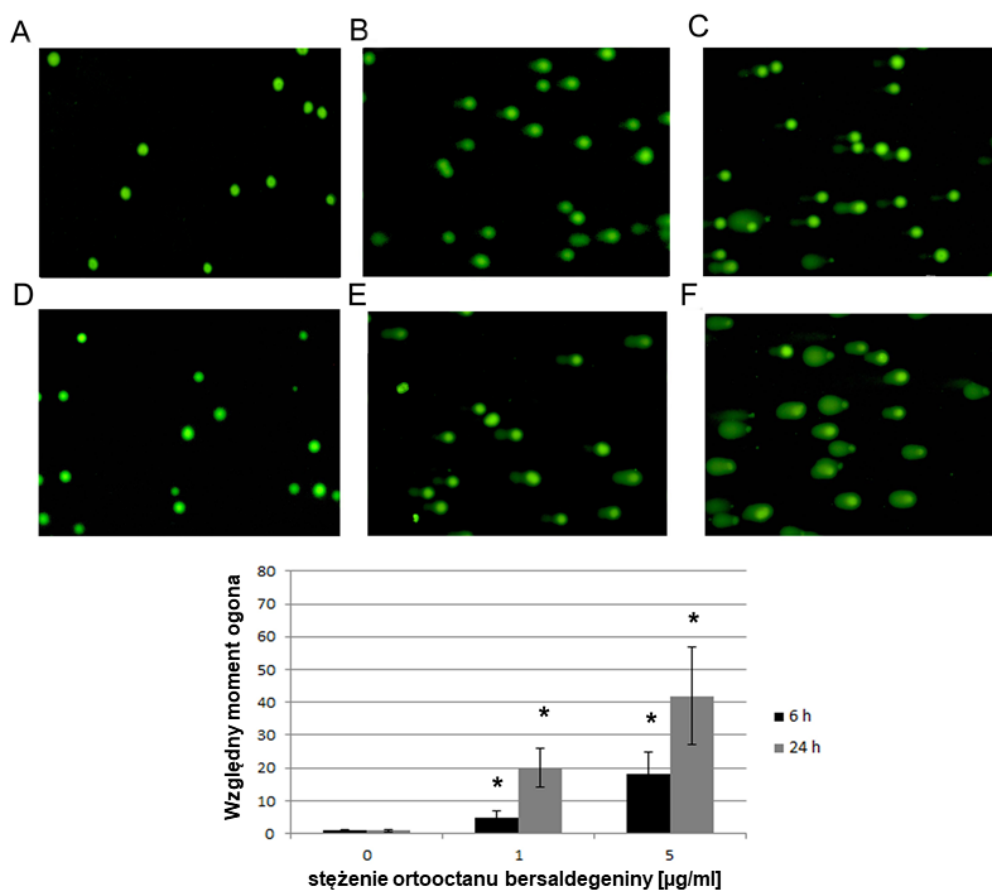 A
B
C
D
E
F
80
70
60
50
40
30
20
10
0
Względny moment ogona
* * * *
6 h
24 h
0 1 5
stężenie ortooctanu bersaldegeniny [µg/ml]